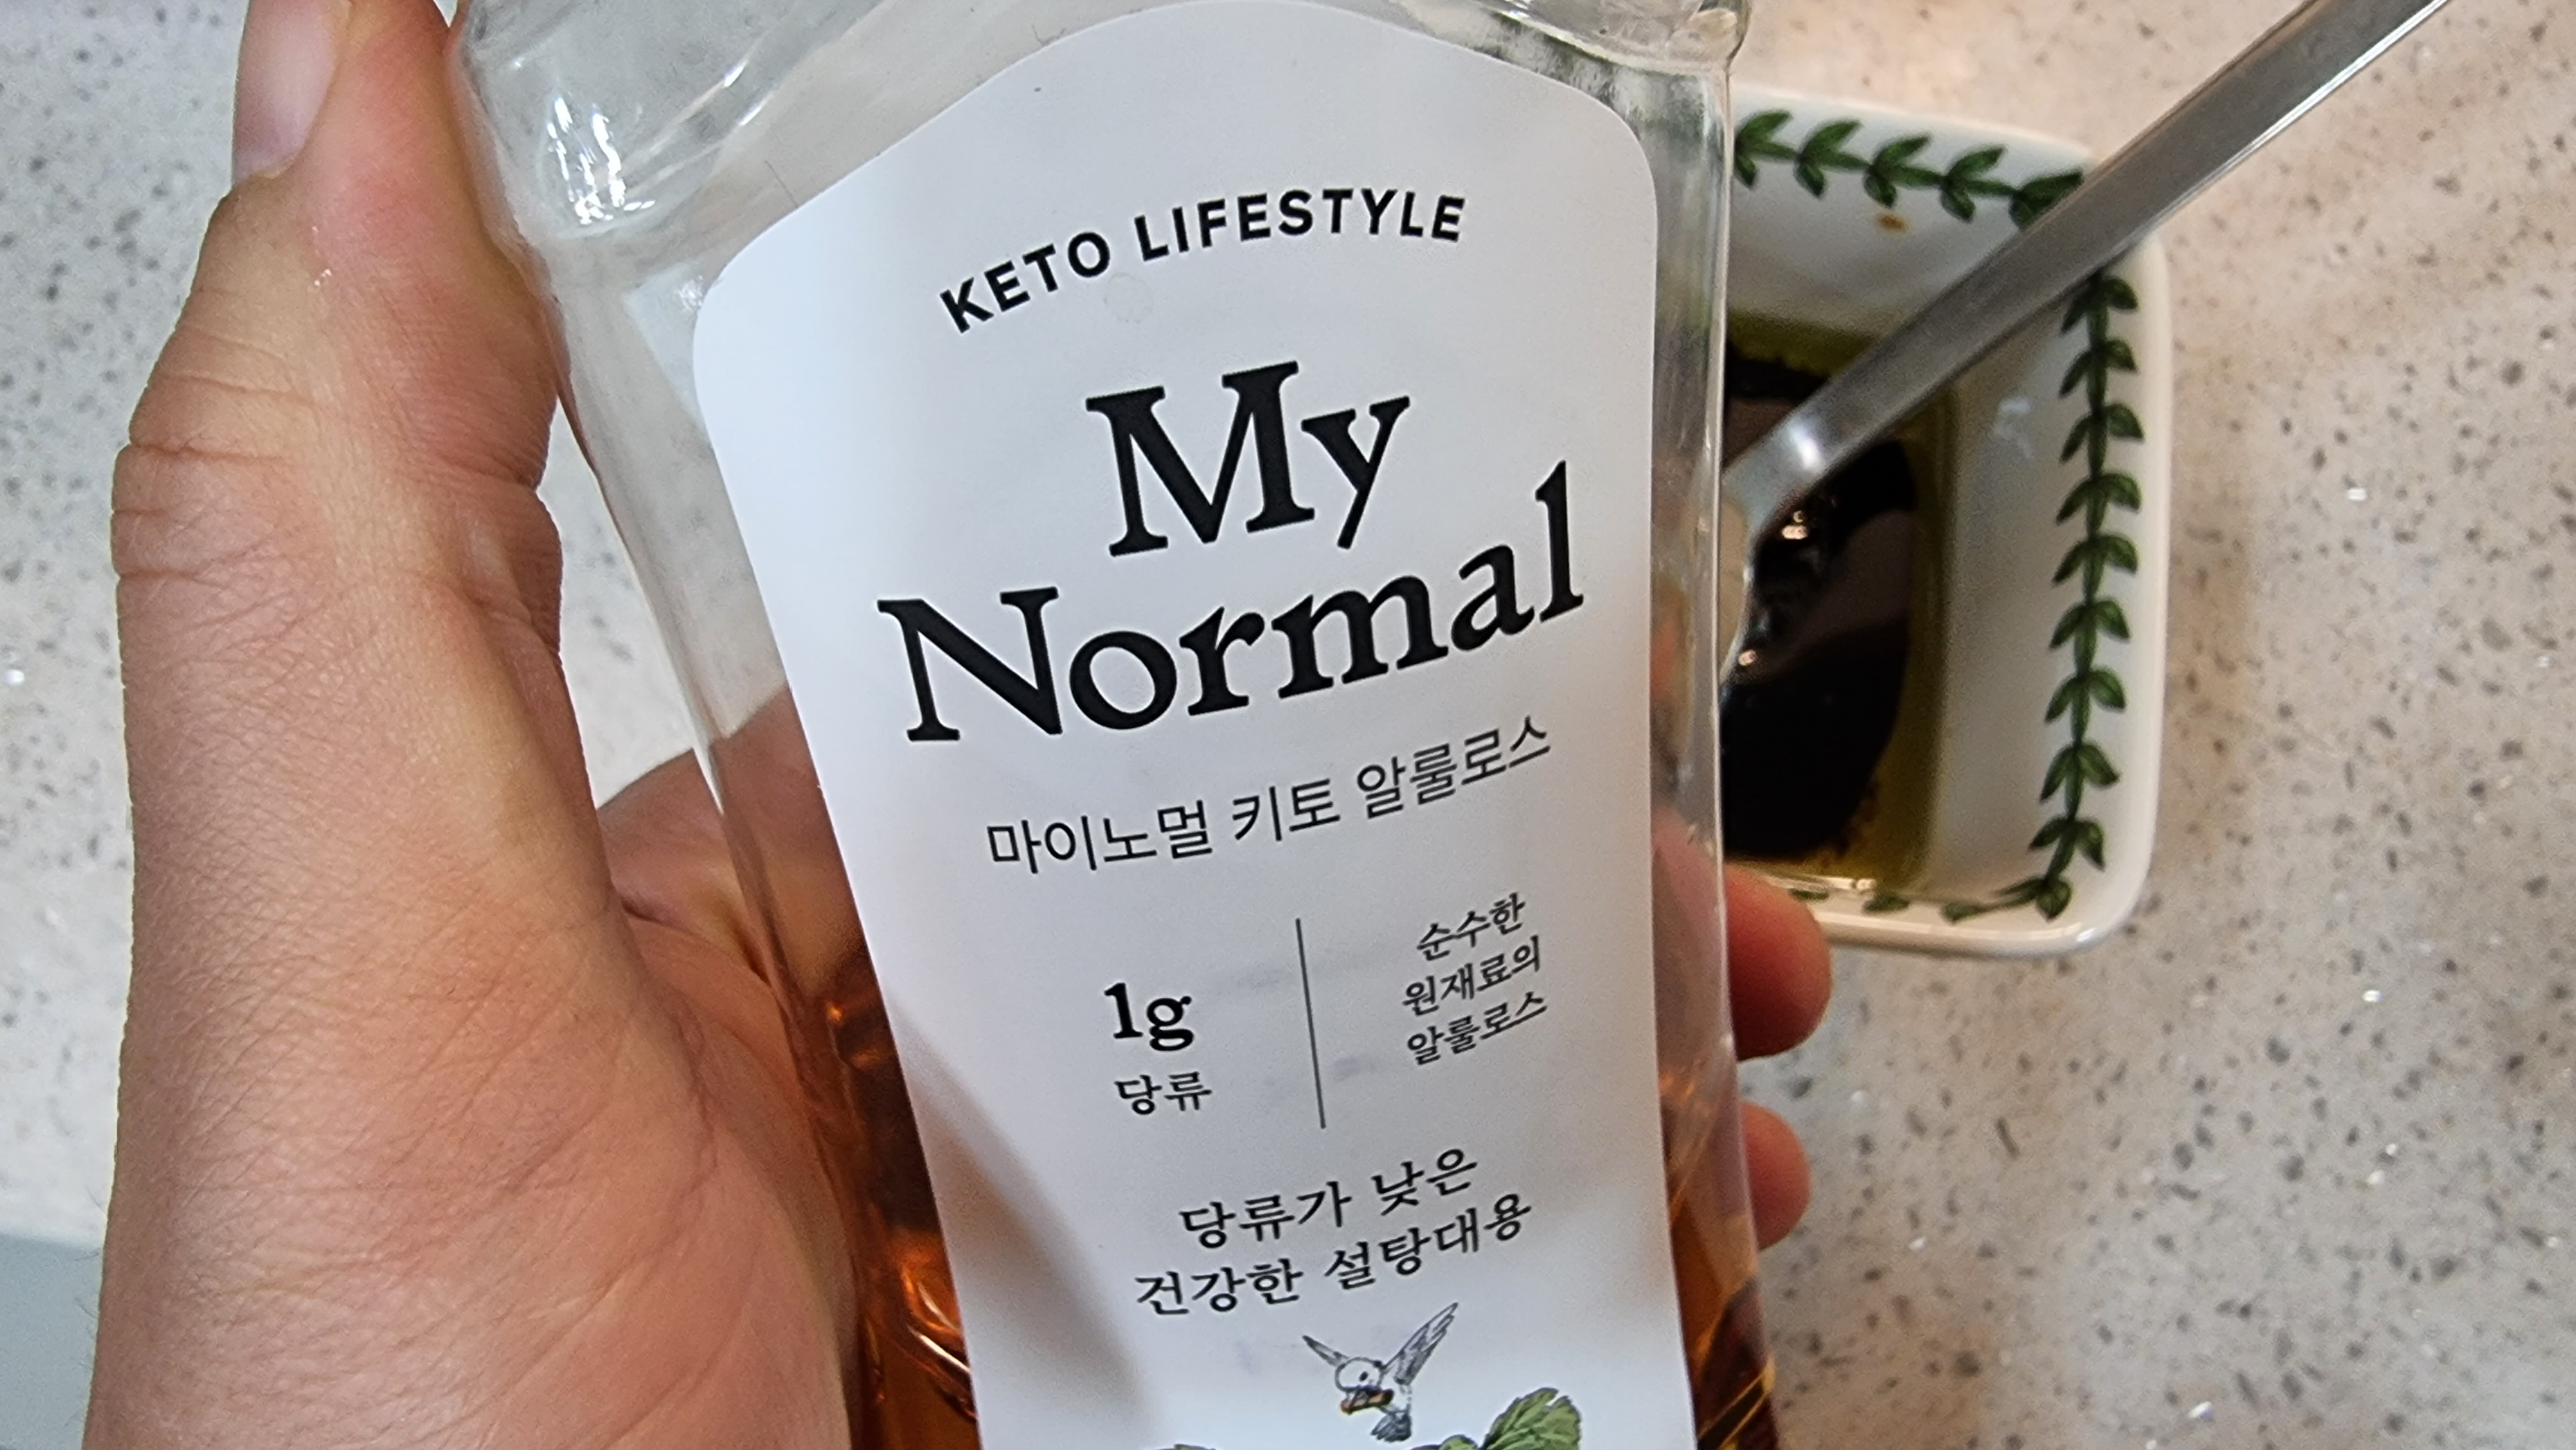 KETO LIFESTYLE
My
Normal
마이노멀 키토 알룰로스
1g
당류
순수한
원재료의
알룰로스
당류가 낮은
건강한 설탕대용